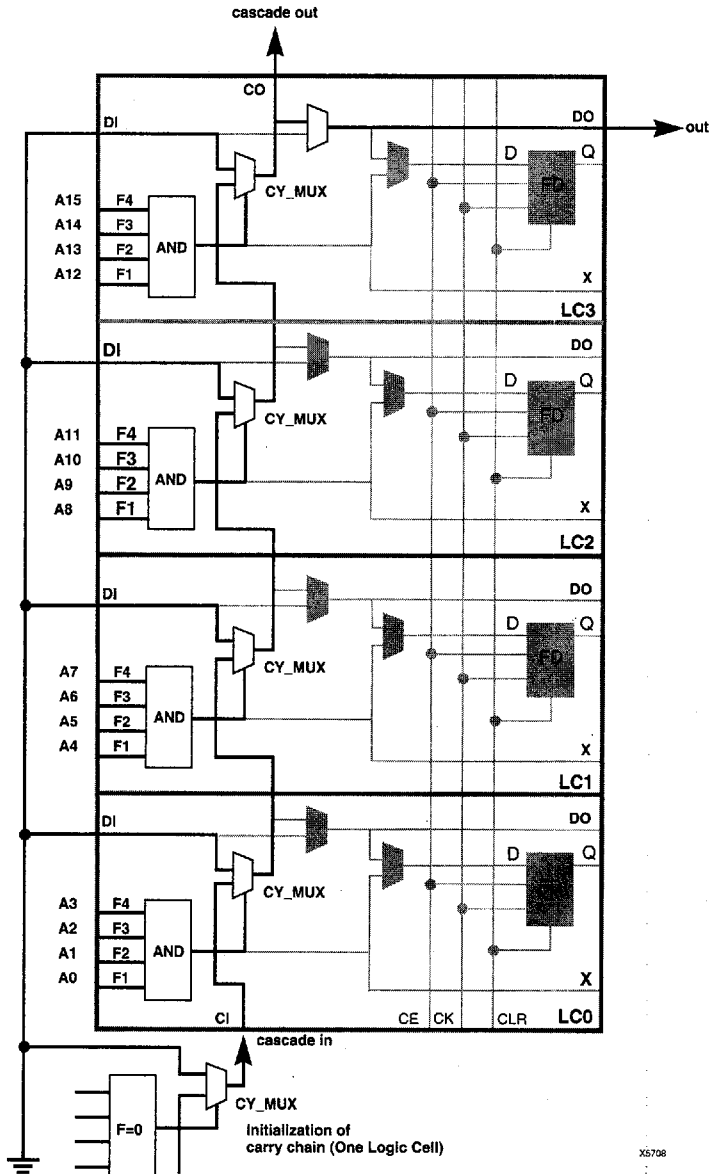 cascade out
CO
DI
DO
out
D
Q
FD
CY_MUX
A15 F4
A14 F3
A13 F2
A12 F1
AND
X
LC3
DI
DO
D
Q
FD
CY_MUX
A11 F4
A10 F3
A9 F2
A8 F1
AND
X
LC2
DI
DO
D
Q
FD
CY_MUX
A7 F4
A6 F3
A5 F2
A4 F1
AND
X
LC1
DI
DO
D
Q
CY_MUX
A3 F4
A2 F3
A1 F2
A0 F1
AND
X
CI
CE
CK
CLR
LC0
cascade in
CY_MUX
F=0
Initialization of
carry chain (One Logic Cell)
X5708